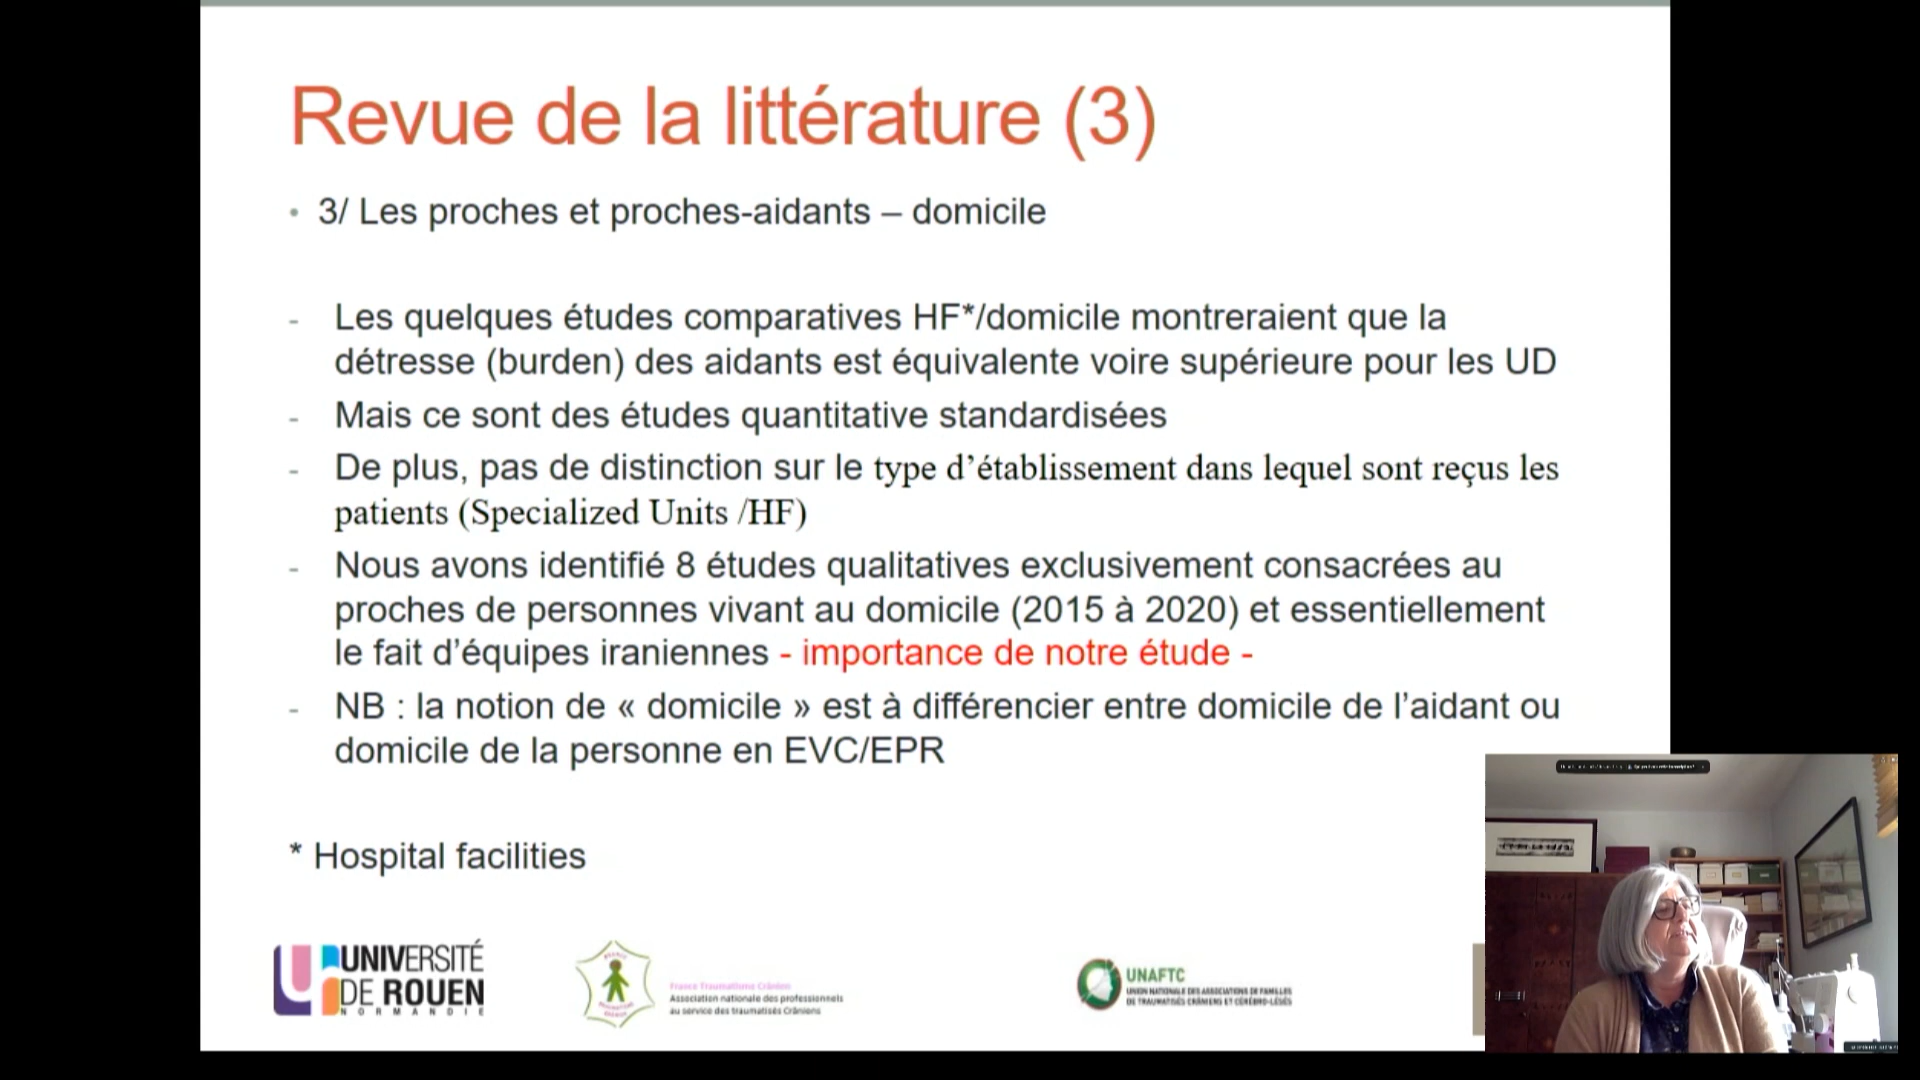 Revue de la littérature (3)
• 3/ Les proches et proches-aidants – domicile
- Les quelques études comparatives HF*/domicile montreraient que la
détresse (burden) des aidants est équivalente voire supérieure pour les UD
- Mais ce sont des études quantitative standardisées
- De plus, pas de distinction sur le type d’établissement dans lequel sont reçus les
patients (Specialized Units /HF)
- Nous avons identifié 8 études qualitatives exclusivement consacrées au
proches de personnes vivant au domicile (2015 à 2020) et essentiellement
le fait d’équipes iraniennes - importance de notre étude -
- NB : la notion de « domicile » est à différencier entre domicile de l’aidant ou
domicile de la personne en EVC/EPR
* Hospital facilities
UNIVERSITÉ
DE ROUEN
NORMANDIE
France Traumatisme Crânien
Association nationale des professionnels
au service des traumatisés Crâniens
UNAFTC
UNION NATIONALE DES ASSOCIATIONS DE FAMILLES
DE TRAUMATISÉS CRÂNIENS ET CÉRÉBRO-LÉSÉS